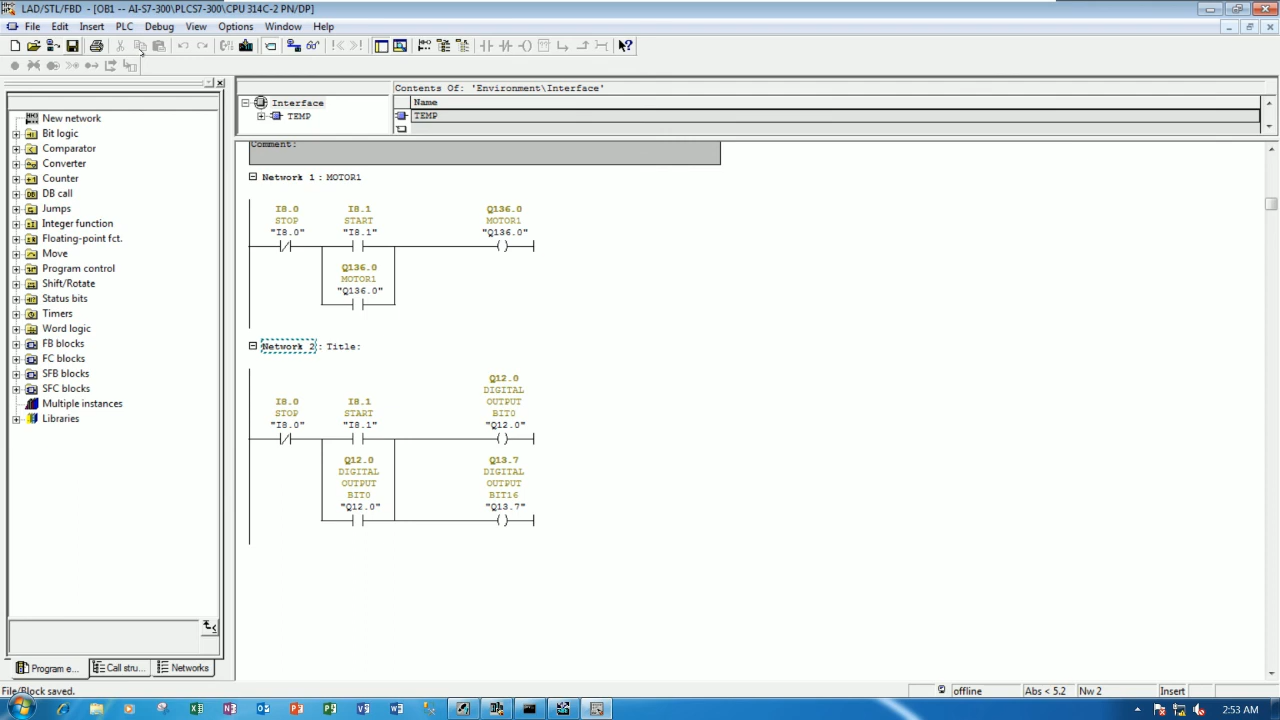 LAD/STL/FBD - [OB1 -- AI-S7-300\PLCS7-300\CPU 314C-2 PN/DP]
File Edit Insert PLC Debug View Options Window Help
New network
Bit logic
Comparator
Converter
Counter
DB call
Jumps
Integer function
Floating-point fct.
Move
Program control
Shift/Rotate
Status bits
Timers
Word logic
FB blocks
FC blocks
SFB blocks
SFC blocks
Multiple instances
Libraries
Program e... Call stru... Networks
Interface
TEMP
Contents Of: 'Environment\Interface'
Name
TEMP
Comment:
Network 1 : MOTOR1
I8.0 I8.1 Q136.0
STOP START MOTOR1
"I8.0" "I8.1" "Q136.0"
Q136.0
MOTOR1
"Q136.0"
Network 2 : Title:
Q12.0
DIGITAL
OUTPUT
I8.0 I8.1 BIT0
STOP START "Q12.0"
"I8.0" "I8.1"
Q12.0 Q13.7
DIGITAL DIGITAL
OUTPUT OUTPUT
BIT0 BIT16
"Q12.0" "Q13.7"
File/Block saved. offline Abs < 5.2 Nw 2 Insert
2:53 AM